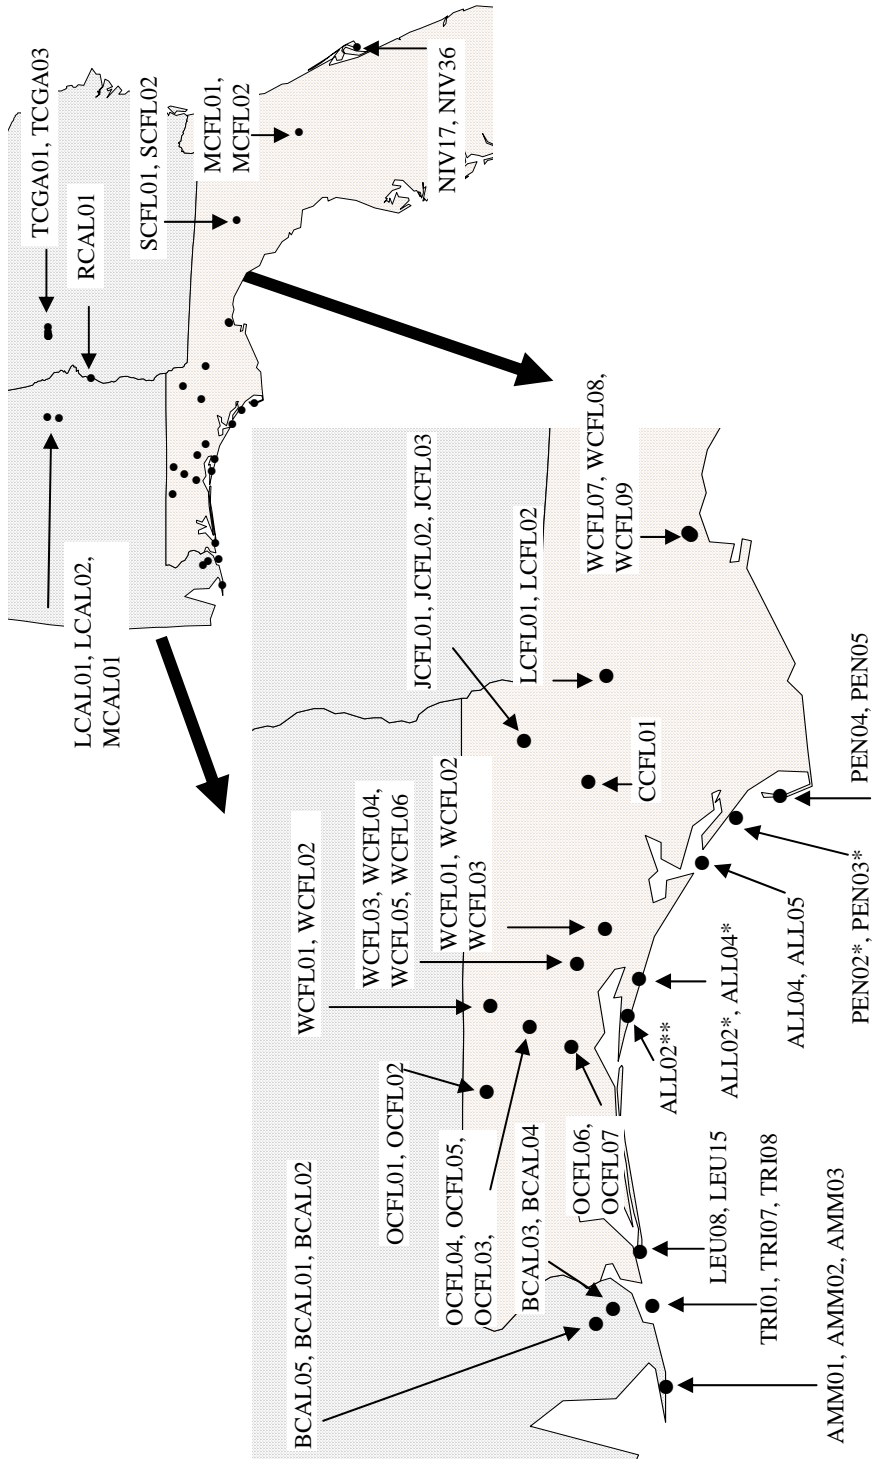 TCGA01, TCGA03
RCAL01
SCFL01, SCFL02
MCFL01,
MCFL02
NIV17, NIV36
LCAL01, LCAL02,
MCAL01
BCAL05, BCAL01, BCAL02
OCFL01, OCFL02
WCFL01, WCFL02
OCFL04, OCFL05,
OCFL03,
WCFL03, WCFL04,
WCFL05, WCFL06
BCAL03, BCAL04
WCFL01, WCFL02
WCFL03
JCFL01, JCFL02, JCFL03
LCFL01, LCFL02
WCFL07, WCFL08,
WCFL09
OCFL06,
OCFL07
CCFL01
ALL02**
ALL02*, ALL04*
ALL04, ALL05
PEN02*, PEN03*
PEN04, PEN05
LEU08, LEU15
TRI01, TRI07, TRI08
AMM01, AMM02, AMM03